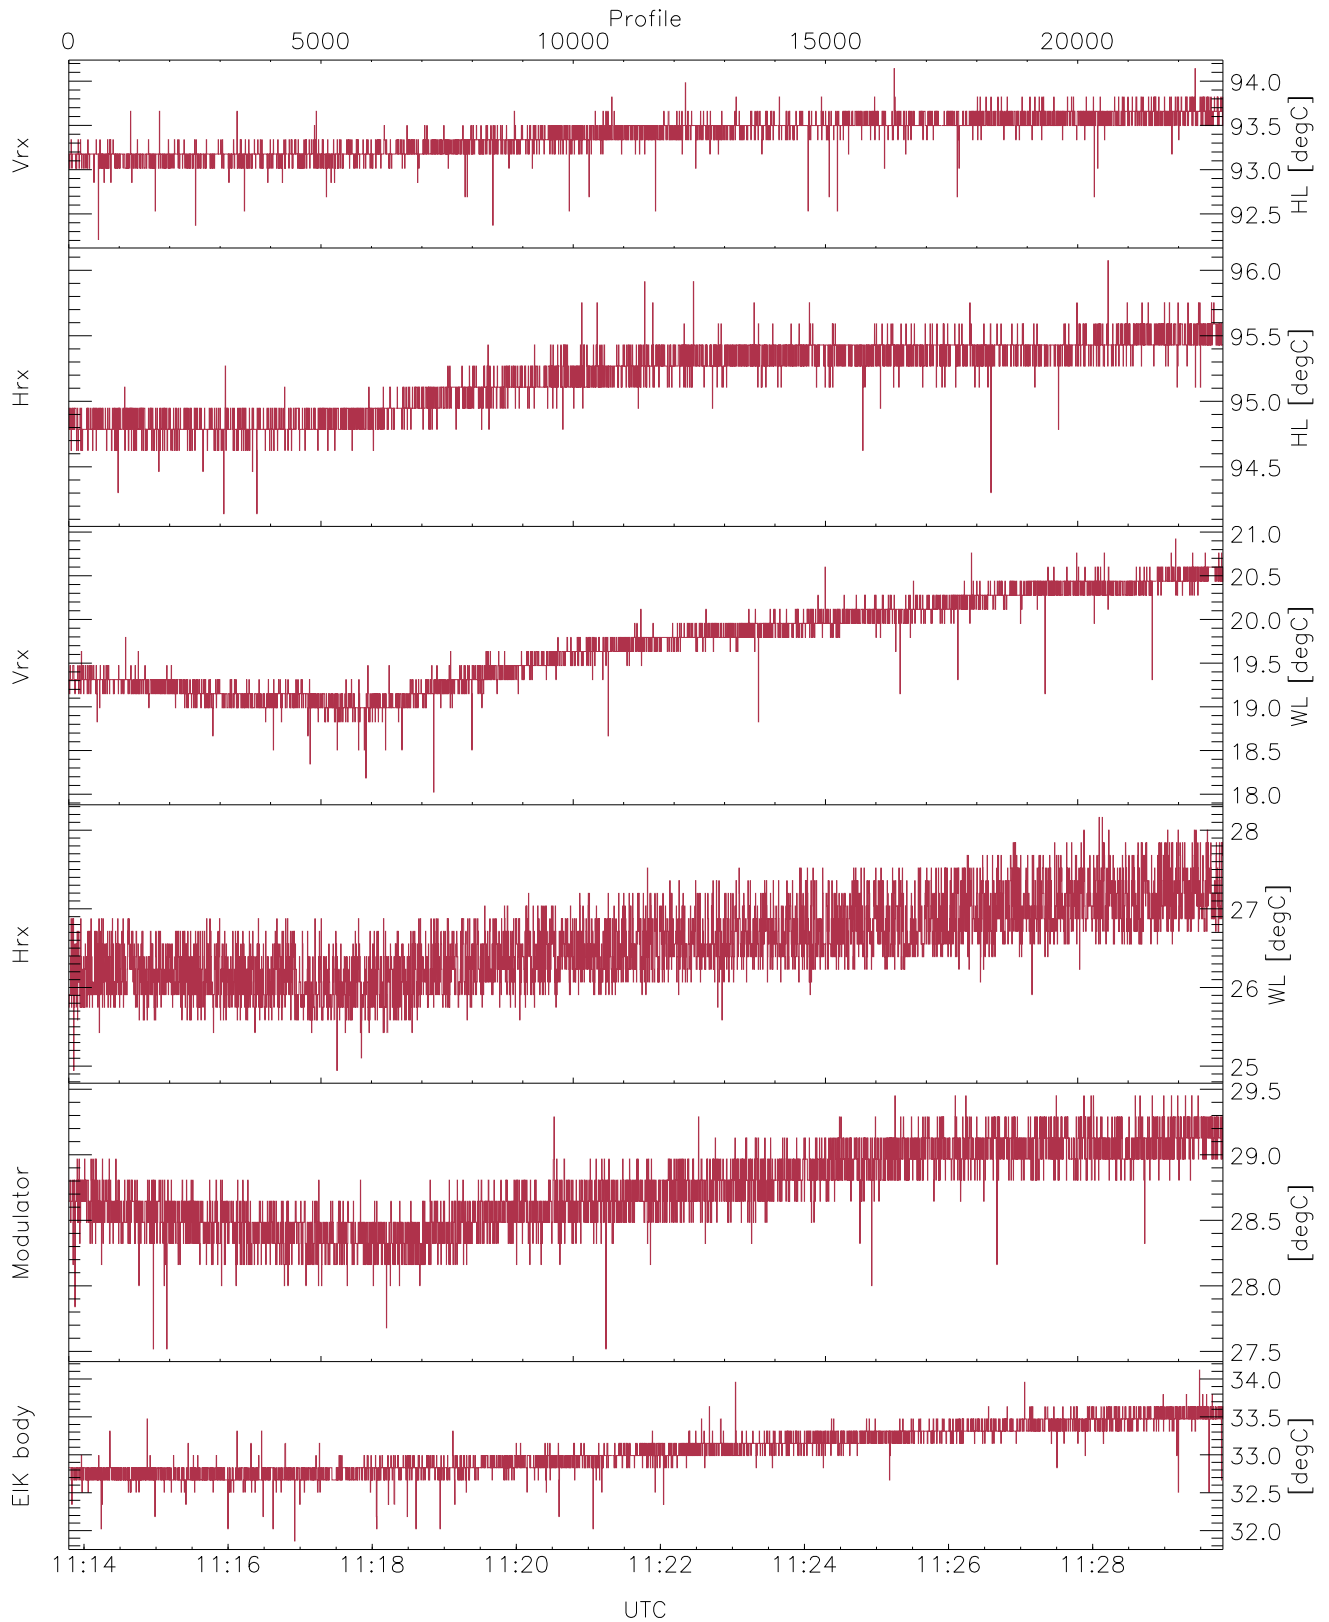 Profile
0 5000 10000 15000 20000
Vrx
94.0
93.5
93.0
92.5
HL [degC]
Hrx
96.0
95.5
95.0
94.5
HL [degC]
Vrx
21.0
20.5
20.0
19.5
19.0
18.5
18.0
WL [degC]
Hrx
28
27
26
25
WL [degC]
Modulator
29.5
29.0
28.5
28.0
27.5
[degC]
EIK body
34.0
33.5
33.0
32.5
32.0
[degC]
11:14 11:16 11:18 11:20 11:22 11:24 11:26 11:28
UTC